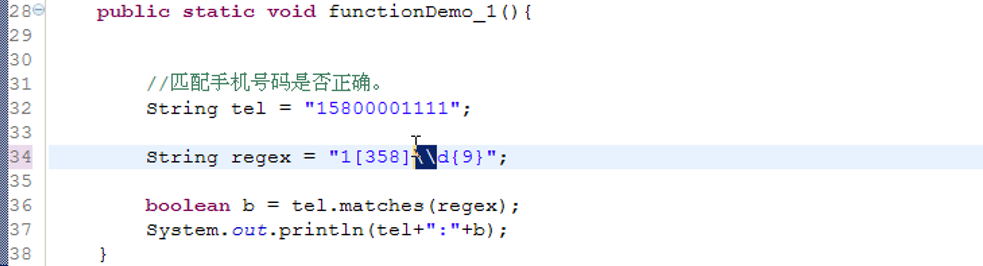 28 public static void functionDemo_1(){
29
30
31 //匹配手机号码是否正确。
32 String tel = "15800001111";
33
34 String regex = "1[358]\\d{9}";
35
36 boolean b = tel.matches(regex);
37 System.out.println(tel+":"+b);
38 }